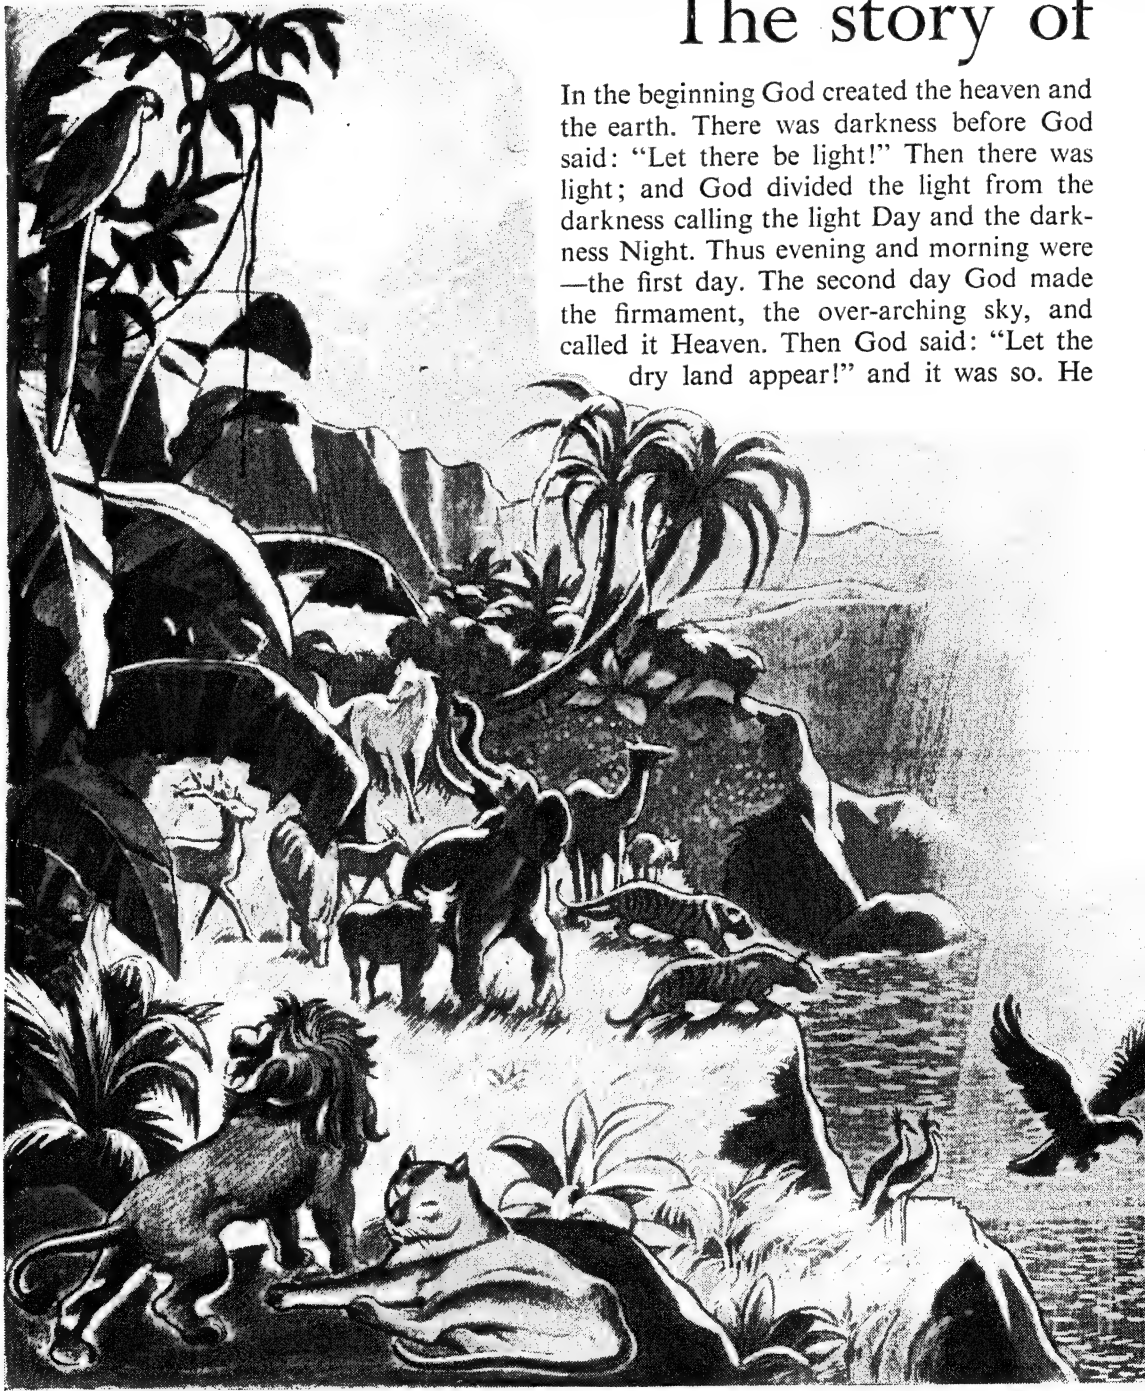 The story of
In the beginning God created the heaven and
the earth. There was darkness before God
said: “Let there be light!” Then there was
light; and God divided the light from the
darkness calling the light Day and the dark-
ness Night. Thus evening and morning were
—the first day. The second day God made
the firmament, the over-arching sky, and
called it Heaven. Then God said: “Let the
dry land appear!” and it was so. He